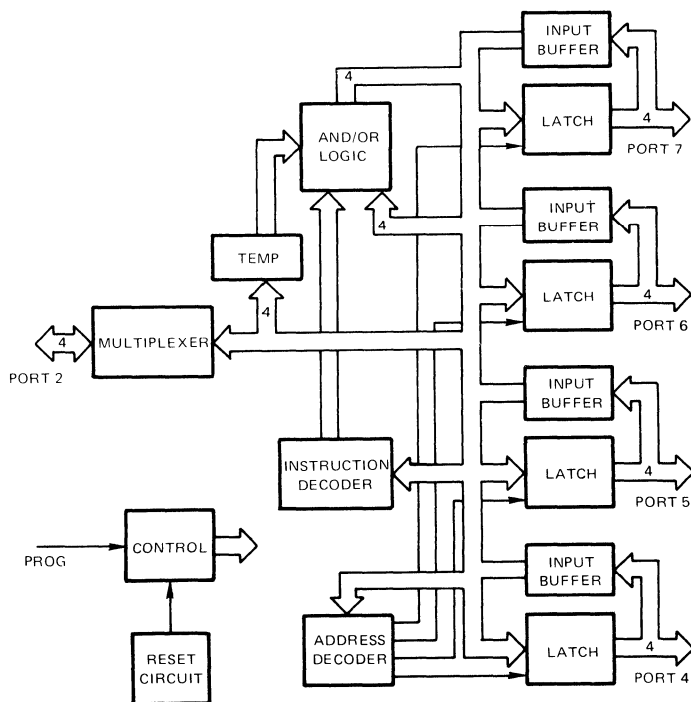 INPUT
BUFFER
4
AND/OR
LOGIC
LATCH
4
PORT 7
INPUT
BUFFER
4
TEMP
LATCH
4
PORT 6
4
4
MULTIPLEXER
PORT 2
INPUT
BUFFER
INSTRUCTION
DECODER
LATCH
4
PORT 5
CONTROL
PROG
INPUT
BUFFER
ADDRESS
DECODER
LATCH
4
PORT 4
RESET
CIRCUIT